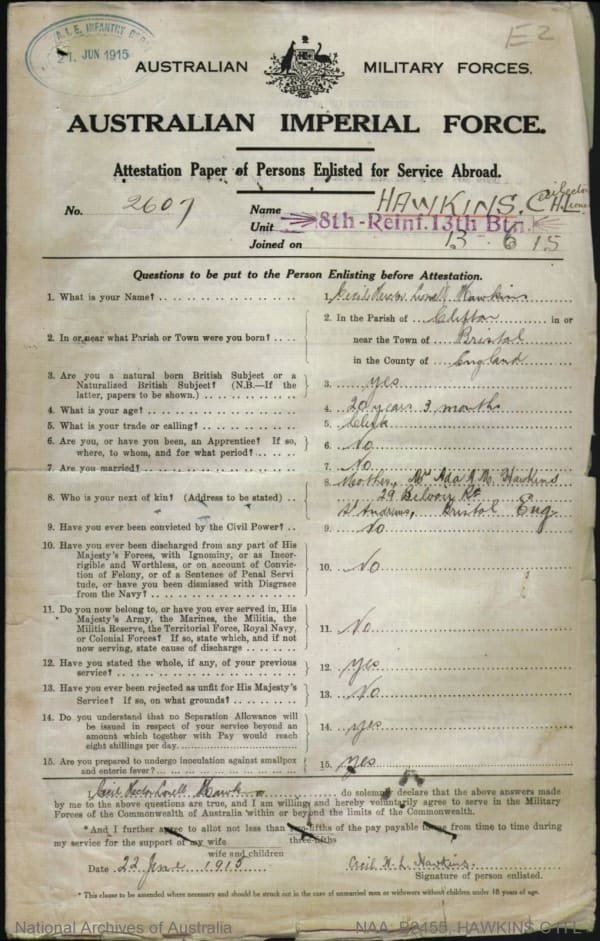 A.I.E. INFANTRY
21 JUN 1915
E2
AUSTRALIAN MILITARY FORCES.
AUSTRALIAN IMPERIAL FORCE.
Attestation Paper of Persons Enlisted for Service Abroad.
No. 2607
Name HAWKINS, Cecil Hector Lionel
Unit 8th-Reinf. 13th Btn.
Joined on 13 - 6 15
Questions to be put to the Person Enlisting before Attestation.
1. What is your Name? 1. Cecil Hector Lionell Hawkins
2. In or near what Parish or Town were you born? 2. In the Parish of Clifton in or
near the Town of Bristol
in the County of England
3. Are you a natural born British Subject or a
Naturalized British Subject? (N.B.—If the
latter, papers to be shown.) 3. yes
4. What is your age? 4. 20 years 3 months
5. What is your trade or calling? 5. Clerk
6. Are you, or have you been, an Apprentice? If so,
where, to whom, and for what period? 6. No
7. Are you married? 7. No
8. Who is your next of kin? (Address to be stated) 8. Mother, Mrs Ada A. M. Hawkins
29 Belvoir Rd
St Andrews, Bristol Eng
9. Have you ever been convicted by the Civil Power? 9. No
10. Have you ever been discharged from any part of His
Majesty's Forces, with Ignominy, or as Incor-
rigible and Worthless, or on account of Convic-
tion of Felony, or of a Sentence of Penal Servi
tude, or have you been dismissed with Disgrace
from the Navy? 10. No
11. Do you now belong to, or have you ever served in, His
Majesty's Army, the Marines, the Militia, the
Militia Reserve, the Territorial Force, Royal Navy,
or Colonial Forces? If so, state which, and if not
now serving, state cause of discharge 11. No
12. Have you stated the whole, if any, of your previous
service? 12. yes
13. Have you ever been rejected as unfit for His Majesty's
Service? If so, on what grounds? 13. No
14. Do you understand that no Separation Allowance will
be issued in respect of your service beyond an
amount which together with Pay would reach
eight shillings per day. 14. yes
15. Are you prepared to undergo inoculation against smallpox
and enteric fever? 15. yes
I, Cecil Hector Lionell Hawkins do solemnly declare that the above answers made
by me to the above questions are true, and I am willing and hereby voluntarily agree to serve in the Military
Forces of the Commonwealth of Australia within or beyond the limits of the Commonwealth.
*And I further agree to allot not less than two-fifths of the pay payable to me from time to time during
three-fifths
my service for the support of my wife
wife and children
Date 22 June 1915 Cecil H. L. Hawkins.
Signature of person enlisted.
* This clause to be amended where necessary and should be struck out in the case of unmarried men or widowers without children under 18 years of age.
National Archives of Australia NAA: B2455, HAWKINS C H L